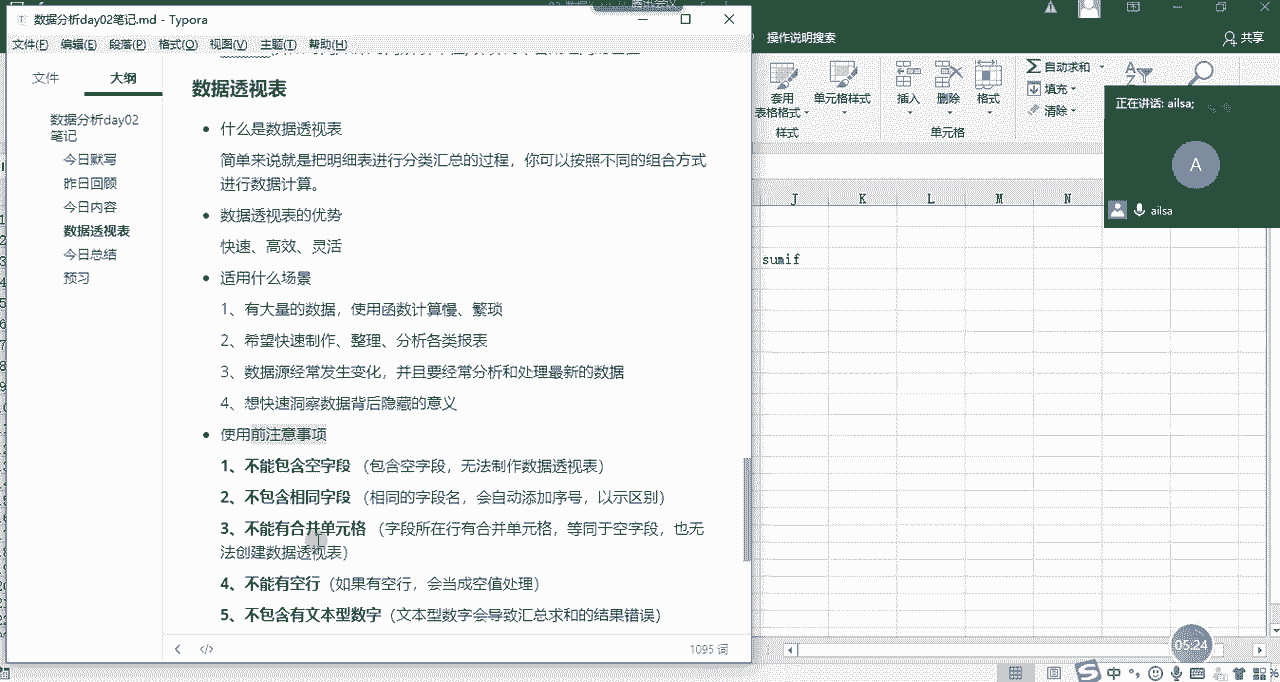 数据分析day02笔记.md - Typora
文件(F) 编辑(E) 段落(P) 格式(O) 视图(V) 主题(T) 帮助(H)
文件 大纲
数据分析day02
笔记
今日默写
昨日回顾
今日内容
数据透视表
今日总结
预习
数据透视表
什么是数据透视表
简单来说就是把明细表进行分类汇总的过程，你可以按照不同的组合方式
进行数据计算。
数据透视表的优势
快速、高效、灵活
适用什么场景
1、有大量的数据，使用函数计算慢、繁琐
2、希望快速制作、整理、分析各类报表
3、数据源经常发生变化，并且要经常分析和处理最新的数据
4、想快速洞察数据背后隐藏的意义
使用前注意事项
1、不能包含空字段 （包含空字段，无法制作数据透视表）
2、不包含相同字段 （相同的字段名，会自动添加序号，以示区别）
3、不能有合并单元格 （字段所在行有合并单元格，等同于空字段，也无
法创建数据透视表）
4、不能有空行（如果有空行，会当成空值处理）
5、不包含有文本型数字（文本型数字会导致汇总求和的结果错误）
1095 词
操作说明搜索
共享
套用
表格格式
单元格样式
插入
删除
格式
自动求和
填充
清除
样式
单元格
正在讲话: ailsa;
A
ailsa
J K L M N
sumif
05:24
中